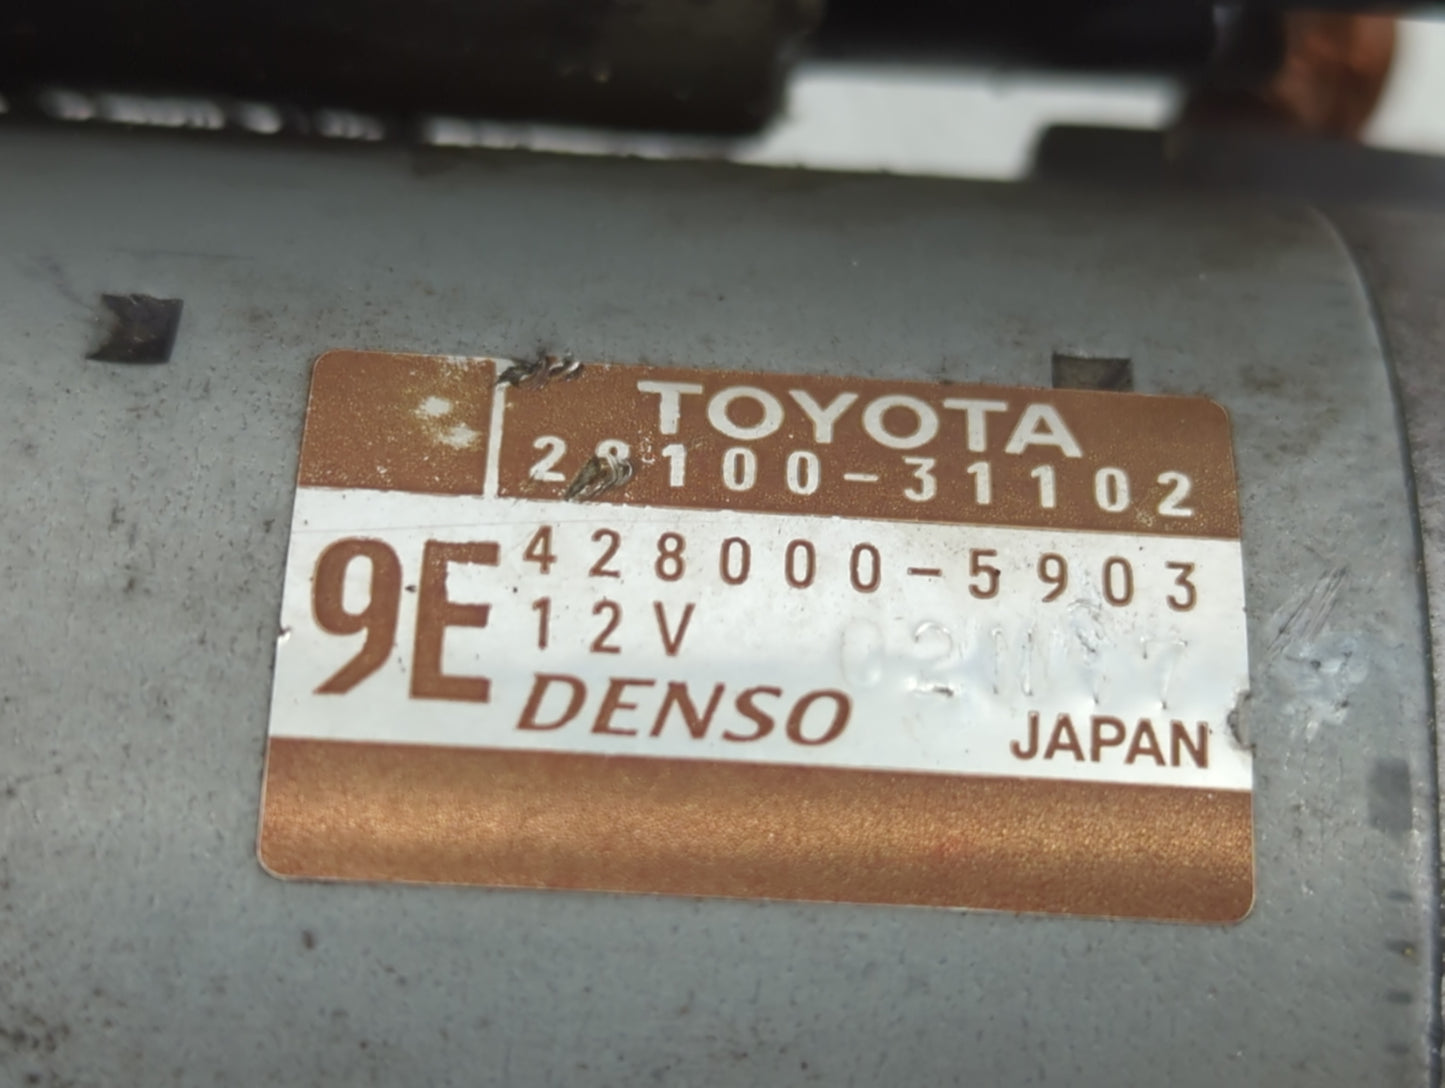 TOYOTA
28100-31102
9E
428000-5903
12V
DENSO
JAPAN